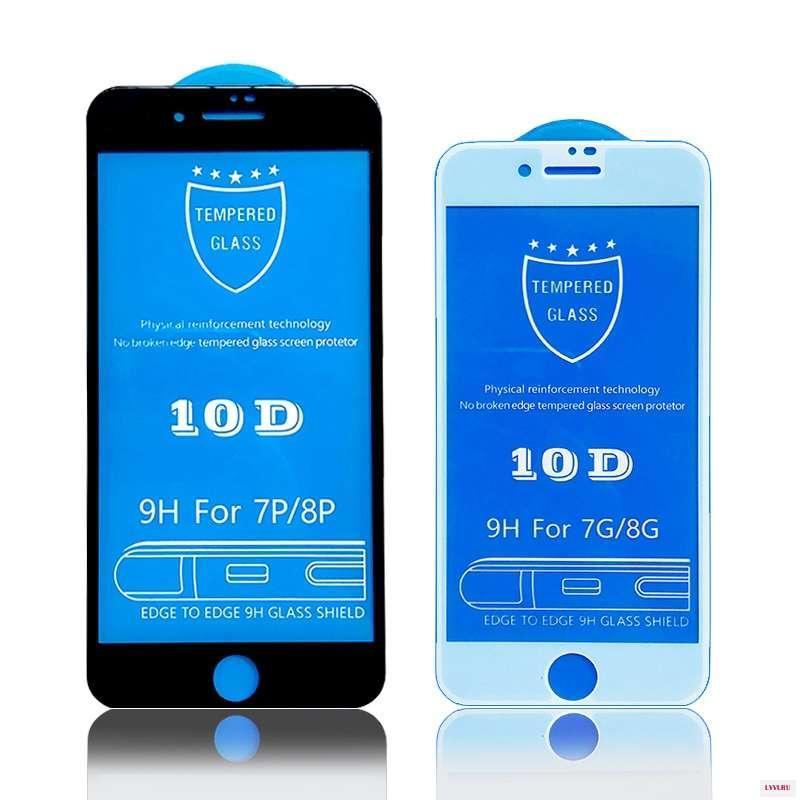 TEMPERED
GLASS
Physical reinforcement technology
No broken edge tempered glass screen protetor
10D
9H For 7P/8P
EDGE TO EDGE 9H GLASS SHIELD
TEMPERED
GLASS
Physical reinforcement technology
No broken edge tempered glass screen protetor
10D
9H For 7G/8G
EDGE TO EDGE 9H GLASS SHIELD
LVVLRU